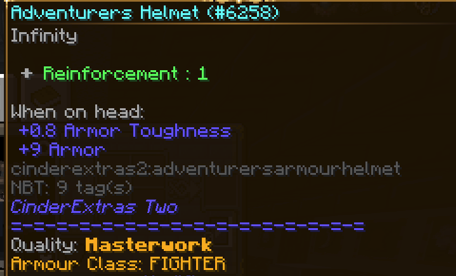 Adventurers Helmet (#6258)
Infinity
+ Reinforcement : 1
When on head:
+0.8 Armor Toughness
+9 Armor
cinderextras2:adventurersarmourhelmet
NBT: 9 tag(s)
CinderExtras Two
=-=-=-=-=-=-=-=-=-=-=-=-=-=-=
Quality: Masterwork
Armour Class: FIGHTER